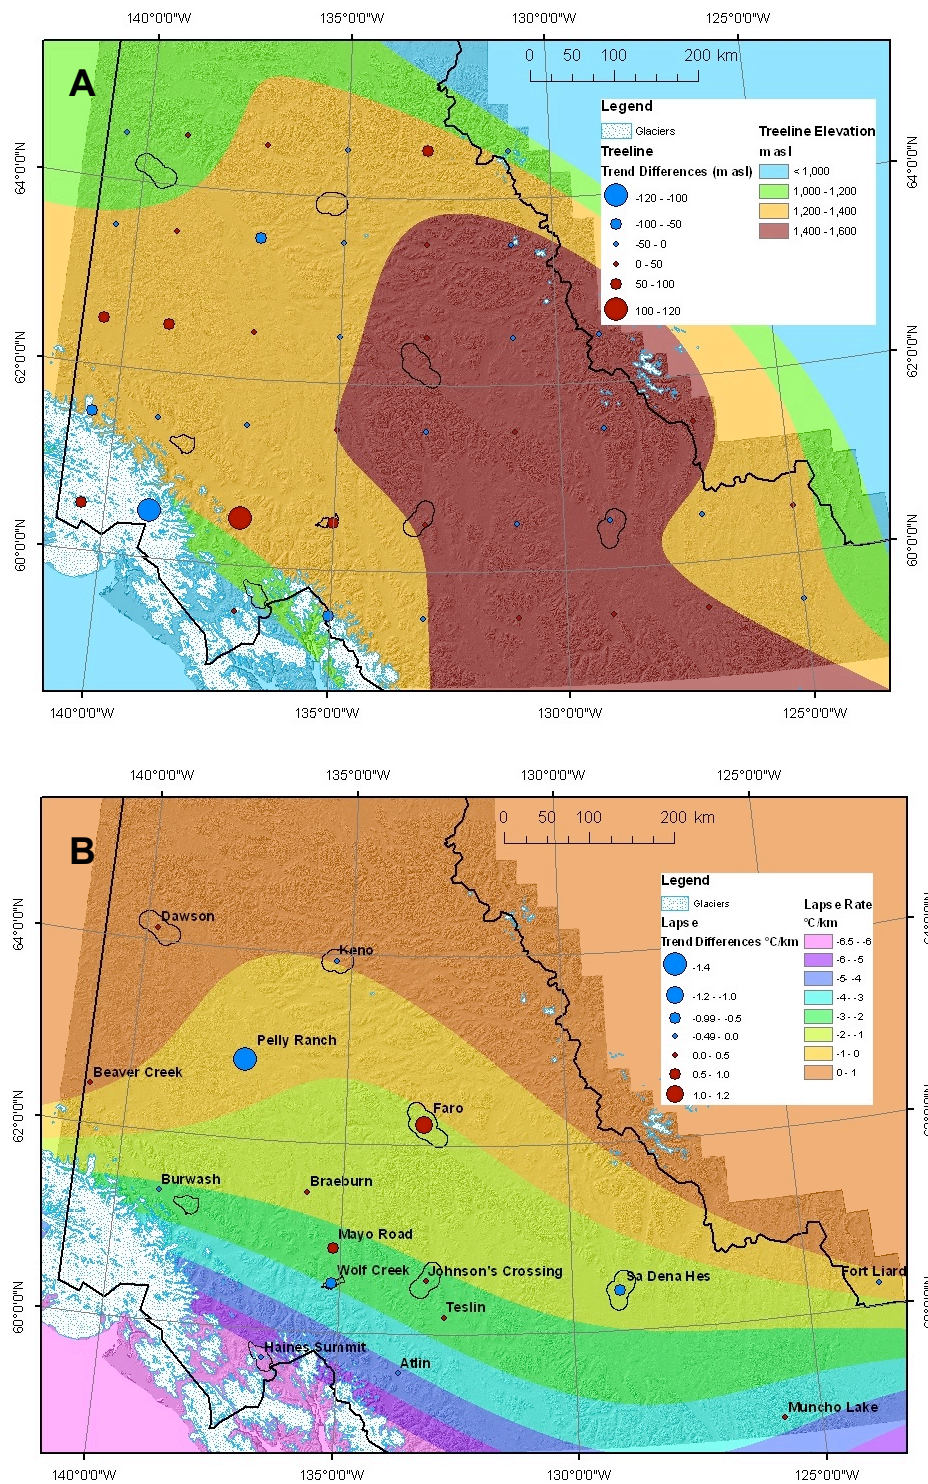 140°0'0"W 135°0'0"W 130°0'0"W 125°0'0"W
A
0 50 100 200 km
Legend
Glaciers
Treeline
Trend Differences (m asl)
-120 - -100
-100 - -50
-50 - 0
0 - 50
50 - 100
100 - 120
Treeline Elevation
m asl
< 1,000
1,000 - 1,200
1,200 - 1,400
1,400 - 1,600
64°0'0"N
64°0'0"N
62°0'0"N
62°0'0"N
60°0'0"N
60°0'0"N
140°0'0"W 135°0'0"W 130°0'0"W 125°0'0"W
140°0'0"W 135°0'0"W 130°0'0"W 125°0'0"W
B
0 50 100 200 km
Legend
Glaciers
Lapse
Trend Differences °C/km
-1.4
-1.2 - -1.0
-0.99 - -0.5
-0.49 - 0.0
0.0 - 0.5
0.5 - 1.0
1.0 - 1.2
Lapse Rate
°C/km
-6.5 - -6
-6 - -5
-5 - -4
-4 - -3
-3 - -2
-2 - -1
-1 - 0
0 - 1
64°0'0"N
Dawson
Keno
Pelly Ranch
Beaver Creek
Faro
62°0'0"N
Burwash
Braeburn
Mayo Road
Wolf Creek
Johnson's Crossing
Sa Dena Hes
Fort Liard
60°0'0"N
Teslin
Haines Summit
Atlin
Muncho Lake
140°0'0"W 135°0'0"W 130°0'0"W 125°0'0"W